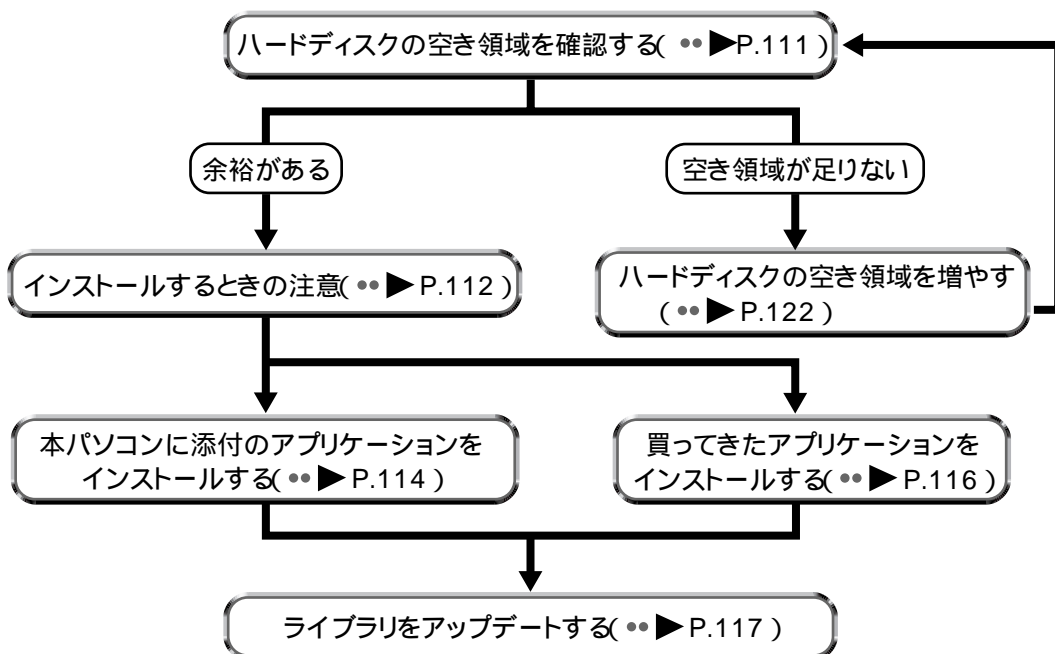 ハードディスクの空き領域を確認する( ●●▶P.111 )
余裕がある
空き領域が足りない
インストールするときの注意( ●●▶ P.112 )
ハードディスクの空き領域を増やす
( ●●▶ P.122 )
本パソコンに添付のアプリケーションを
インストールする( ●●▶ P.114 )
買ってきたアプリケーションを
インストールする( ●●▶ P.116 )
ライブラリをアップデートする( ●●▶ P.117 )